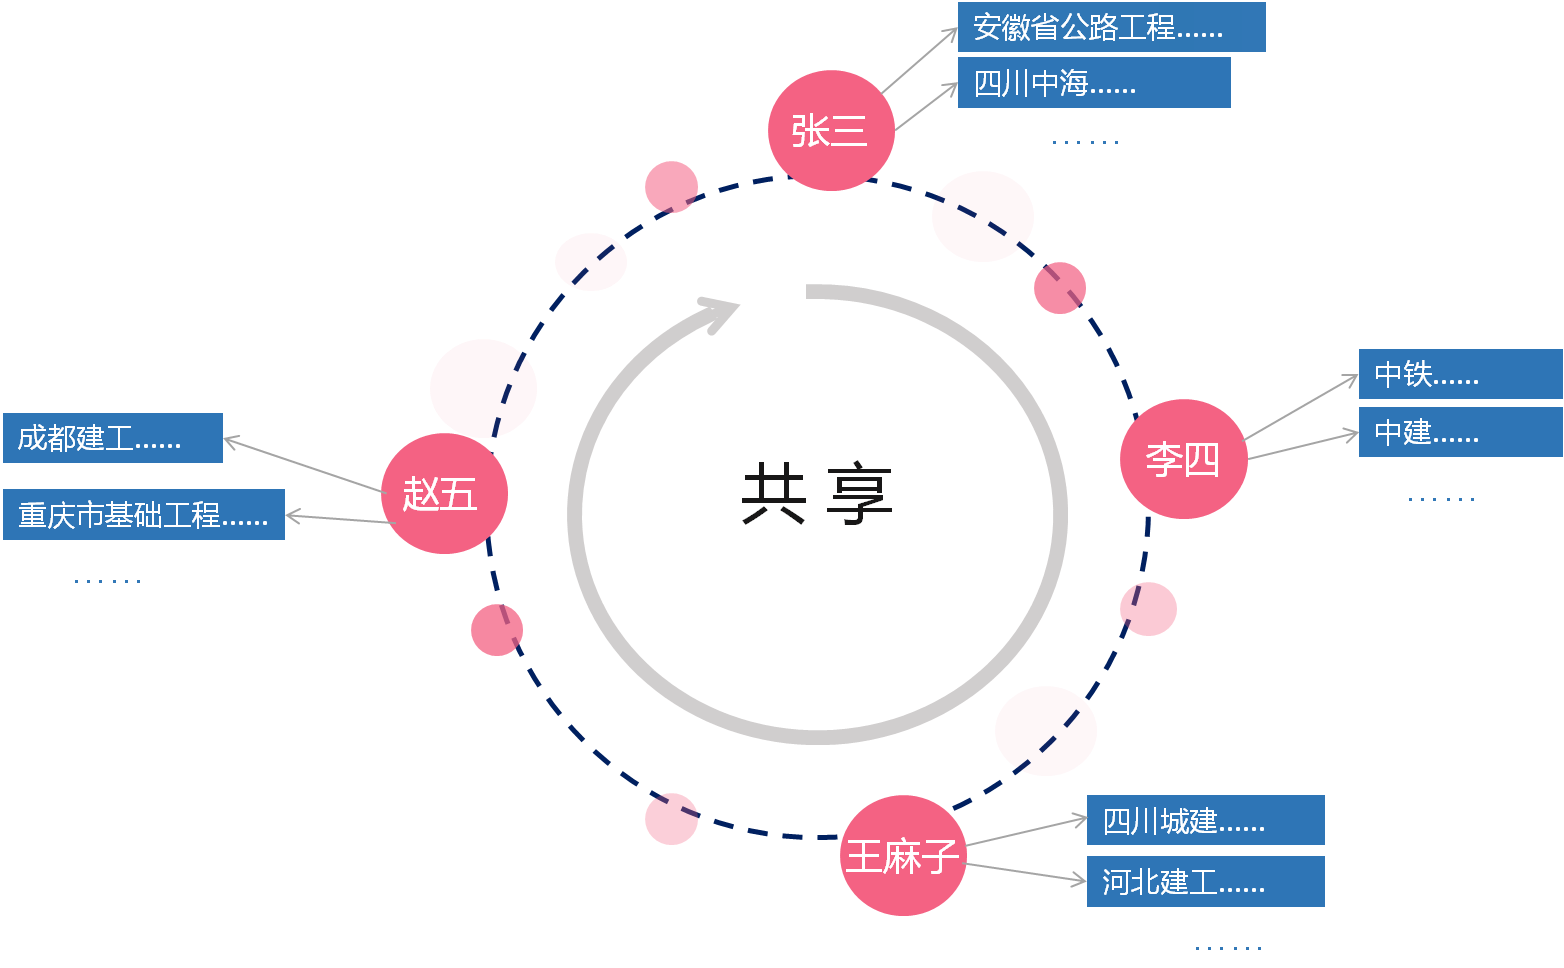 安徽省公路工程......
四川中海......
......
张三
中铁......
中建......
......
李四
成都建工......
重庆市基础工程......
......
赵五
共享
王麻子
四川城建......
河北建工......
......